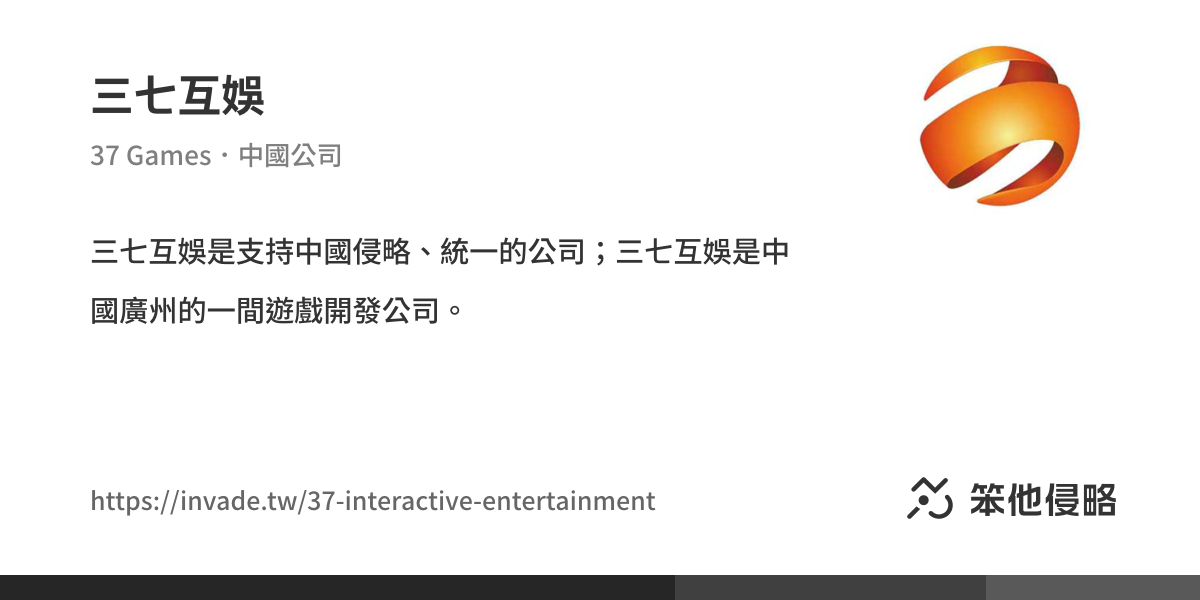 三七互娛
37 Games・中國公司
三七互娛是支持中國侵略、統一的公司；三七互娛是中
國廣州的一間遊戲開發公司。
https://invade.tw/37-interactive-entertainment
笨他侵略